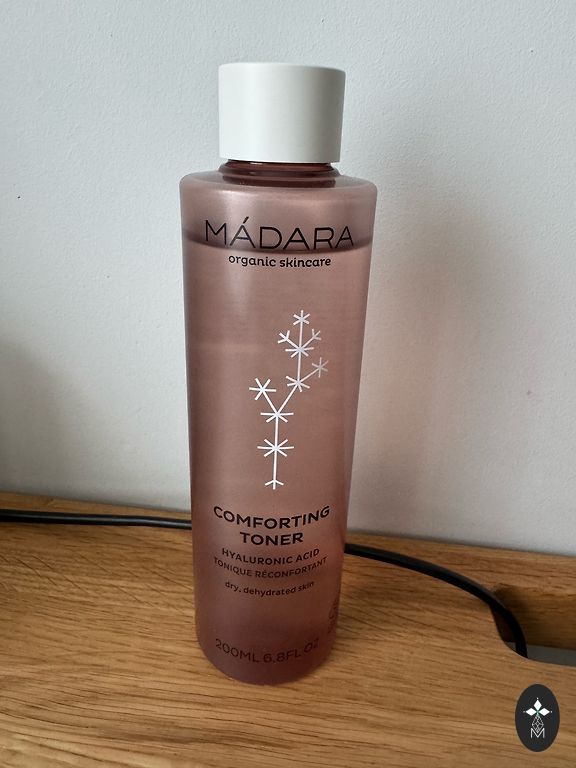 MÁDARA
organic skincare
COMFORTING
TONER
HYALURONIC ACID
TONIQUE RÉCONFORTANT
dry, dehydrated skin
200ML 6.8FL OZ
M